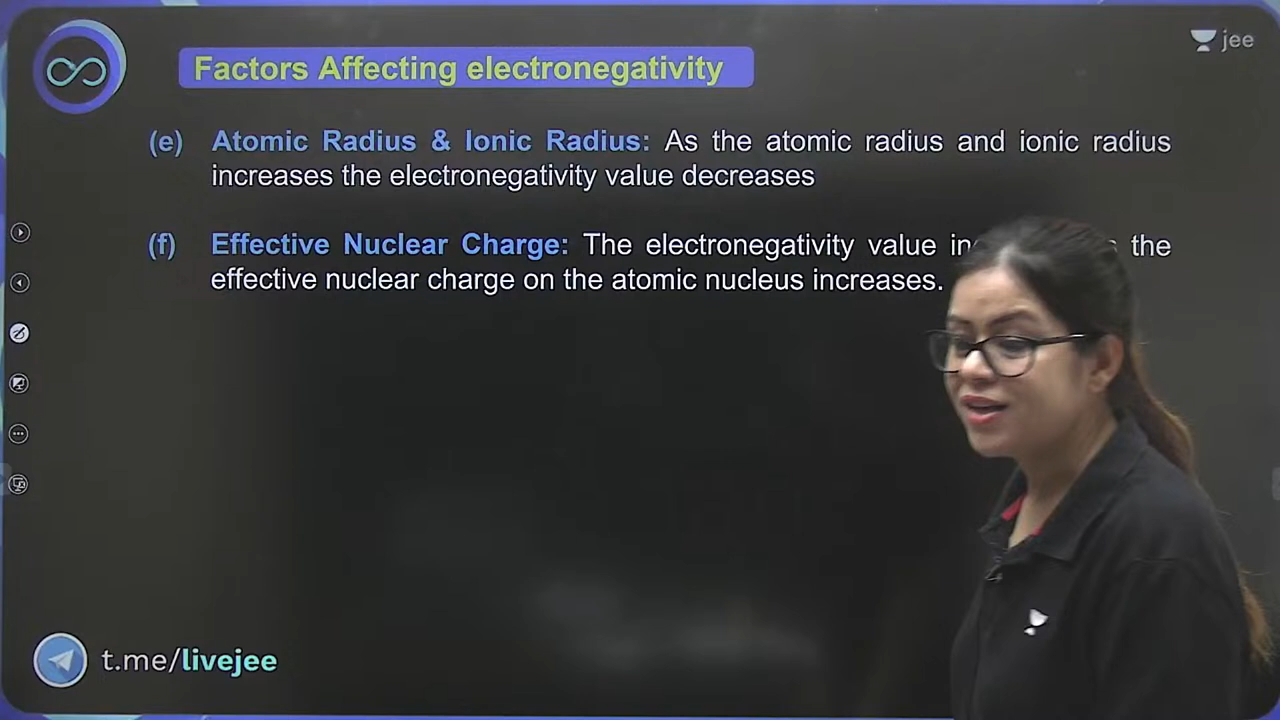 jee
Factors Affecting electronegativity
(e) Atomic Radius & Ionic Radius: As the atomic radius and ionic radius
increases the electronegativity value decreases
(f) Effective Nuclear Charge: The electronegativity value the
effective nuclear charge on the atomic nucleus increases.
t.me/livejee